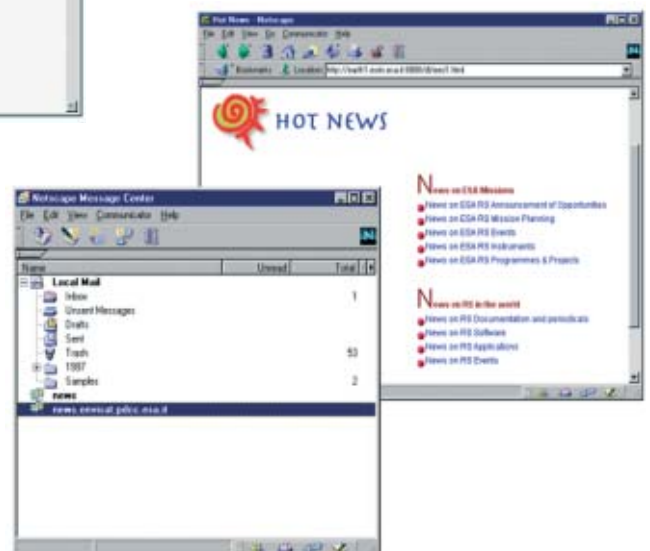 Hot News - Netscape
File Edit View Go Communicator Help
Bookmarks Location:
HOT NEWS
News on ESA Missions
News on ESA RS Announcement of Opportunities
News on ESA RS Mission Planning
News on ESA RS Events
News on ESA RS Instruments
News on ESA RS Programmes & Projects
News on RS in the world
News on RS Documentation and periodicals
News on RS Software
News on RS Applications
News on RS Events
Netscape Message Center
File Edit View Communicator Help
Name Unread Total
Local Mail
Inbox 1
Unsent Messages
Drafts
Sent
Trash 53
1997
Samples 2
news